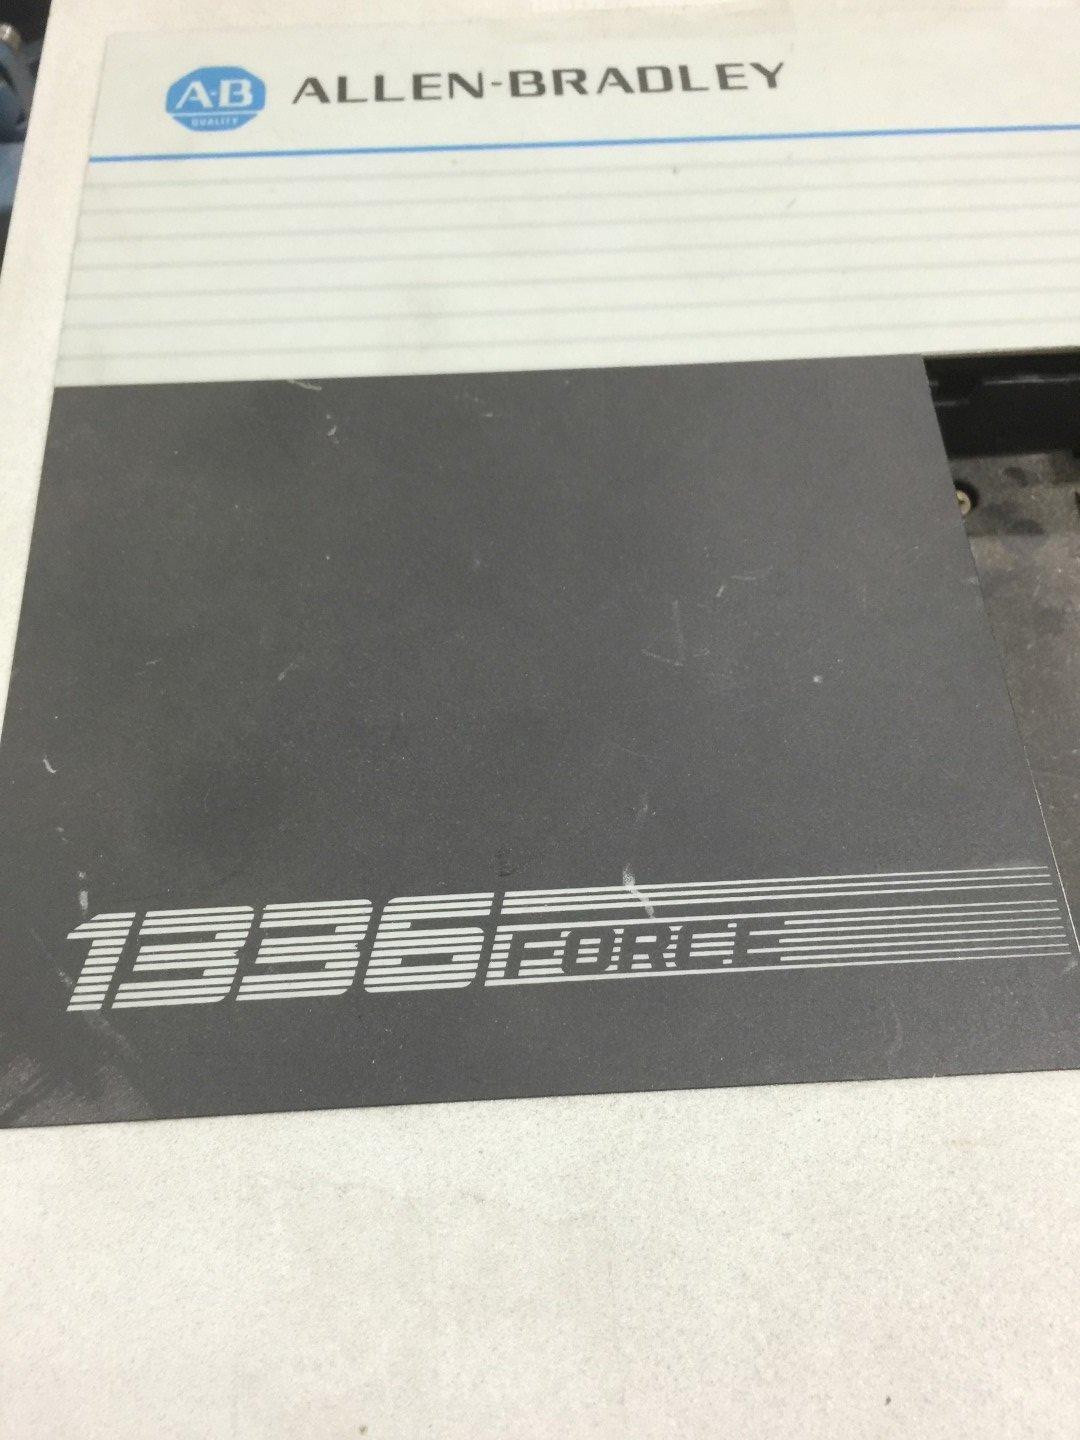 A-B
QUALITY
ALLEN-BRADLEY
1336 FORCE